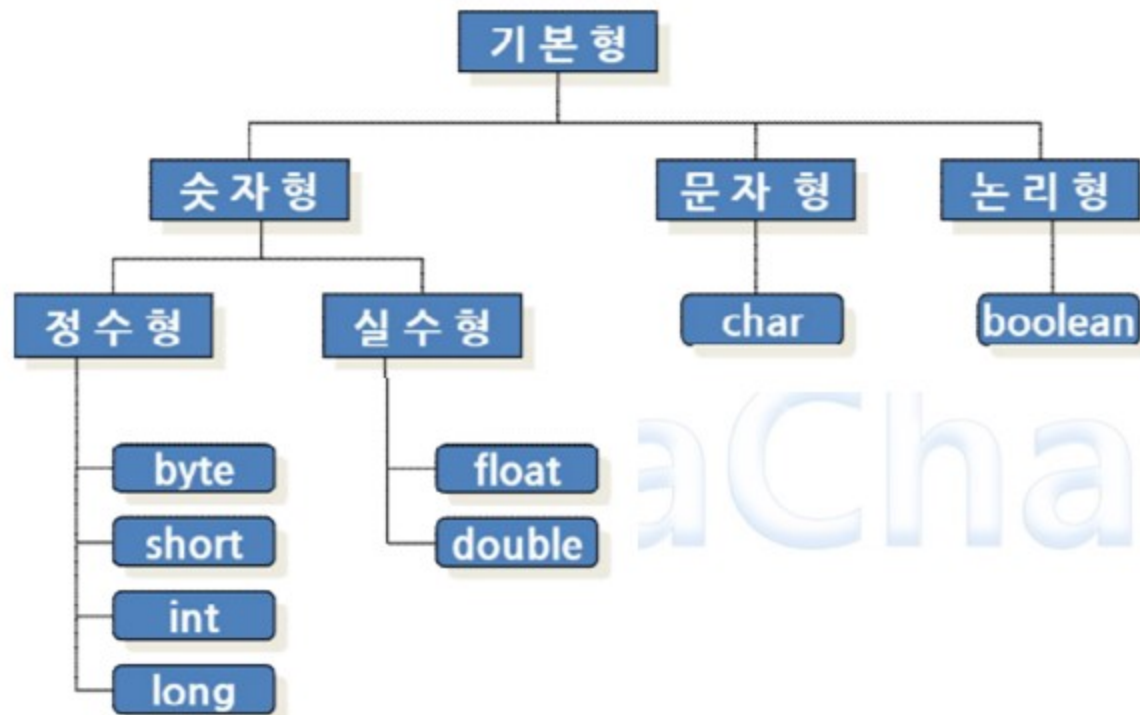 기 본 형
숫 자 형
문 자 형
논 리 형
정 수 형
실 수 형
char
boolean
byte
float
short
double
int
long